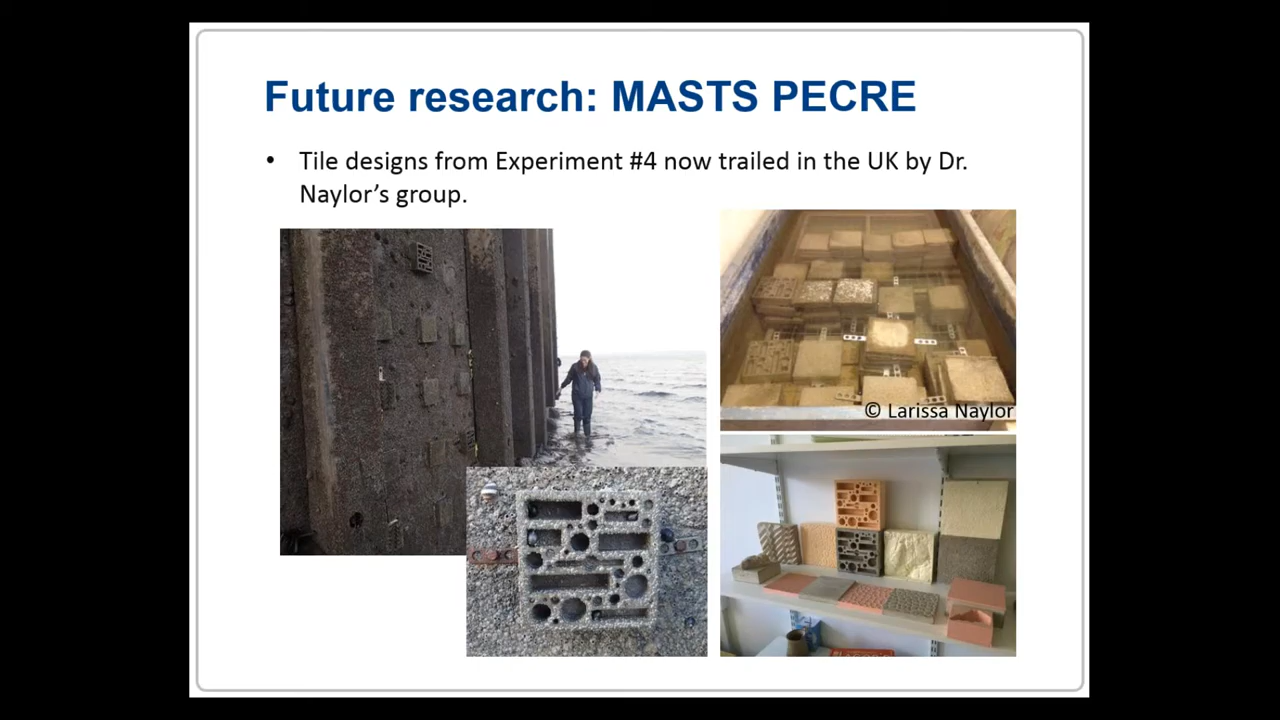 Future research: MASTS PECRE
• Tile designs from Experiment #4 now trailed in the UK by Dr.
Naylor’s group.
© Larissa Naylor